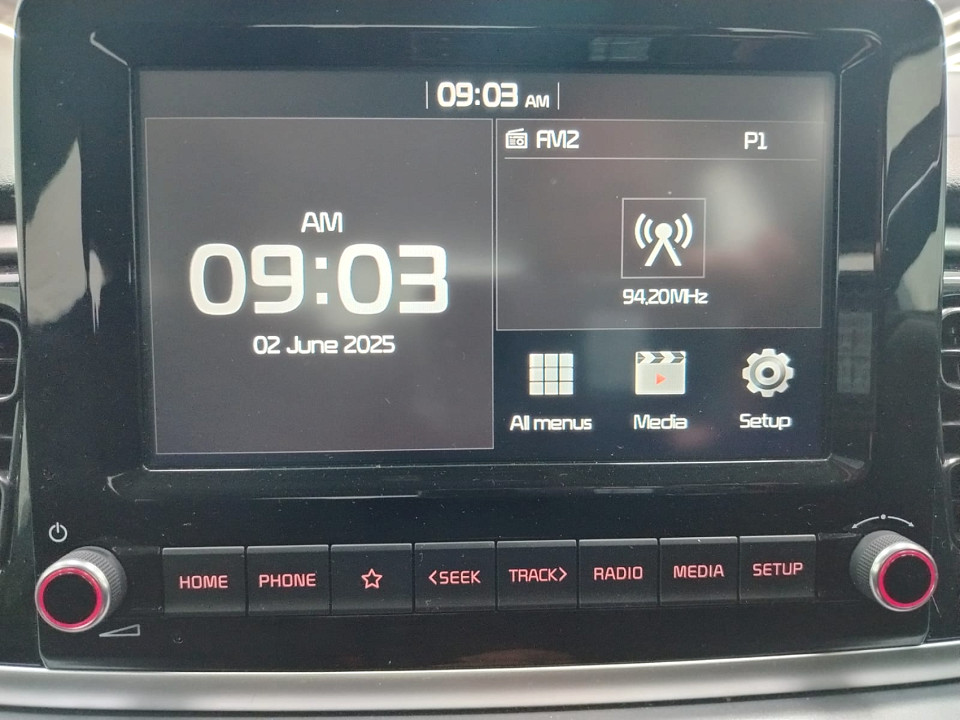 09:03 AM
FM2 P1
AM
09:03
02 June 2025
94.20MHz
All menus Media Setup
HOME PHONE <SEEK TRACK> RADIO MEDIA SETUP